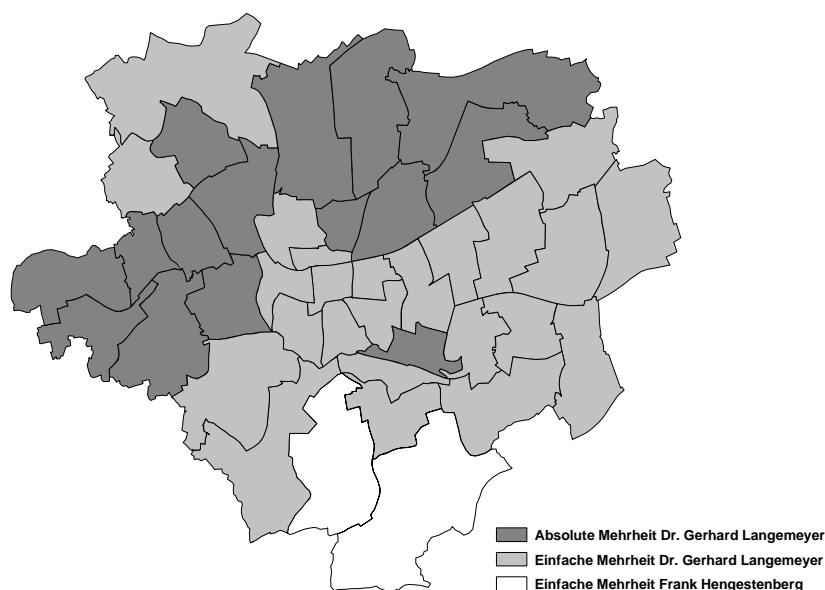 Absolute Mehrheit Dr. Gerhard Langemeyer
Einfache Mehrheit Dr. Gerhard Langemeyer
Einfache Mehrheit Frank Hengestenberg